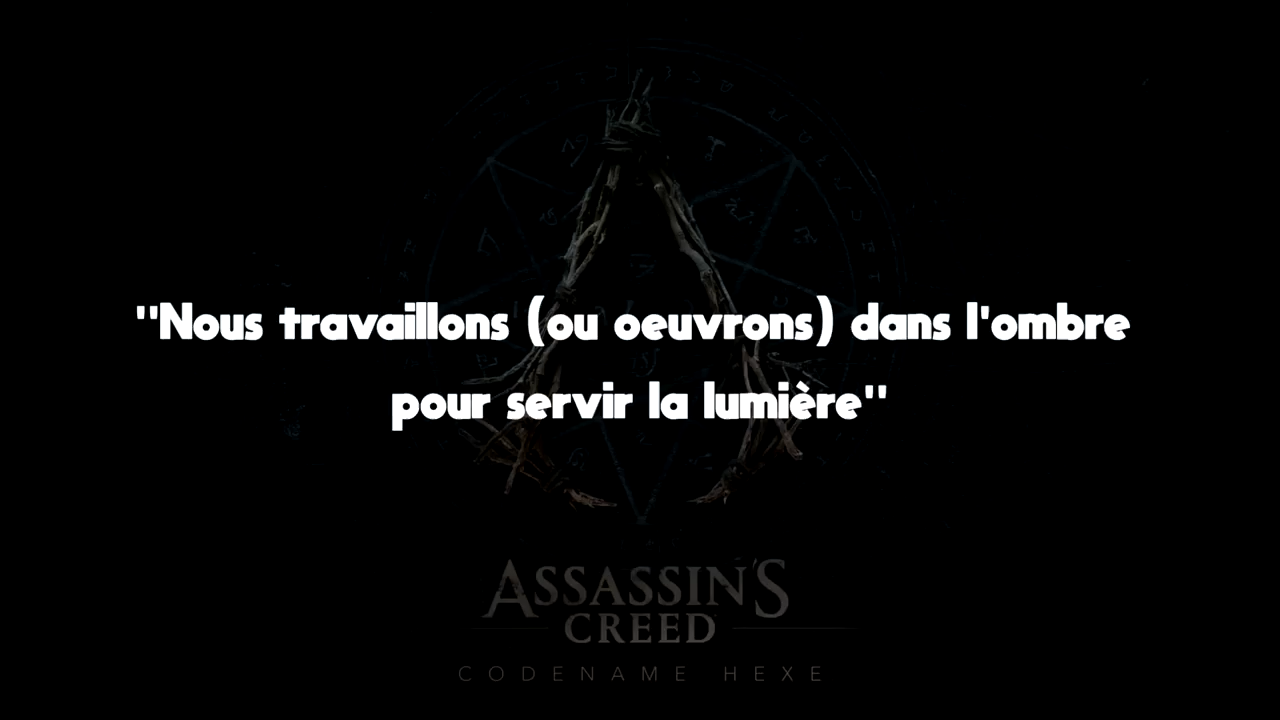 "Nous travaillons (ou oeuvrons) dans l'ombre
pour servir la lumière"
ASSASSIN'S
CREED
CODENAME HEXE